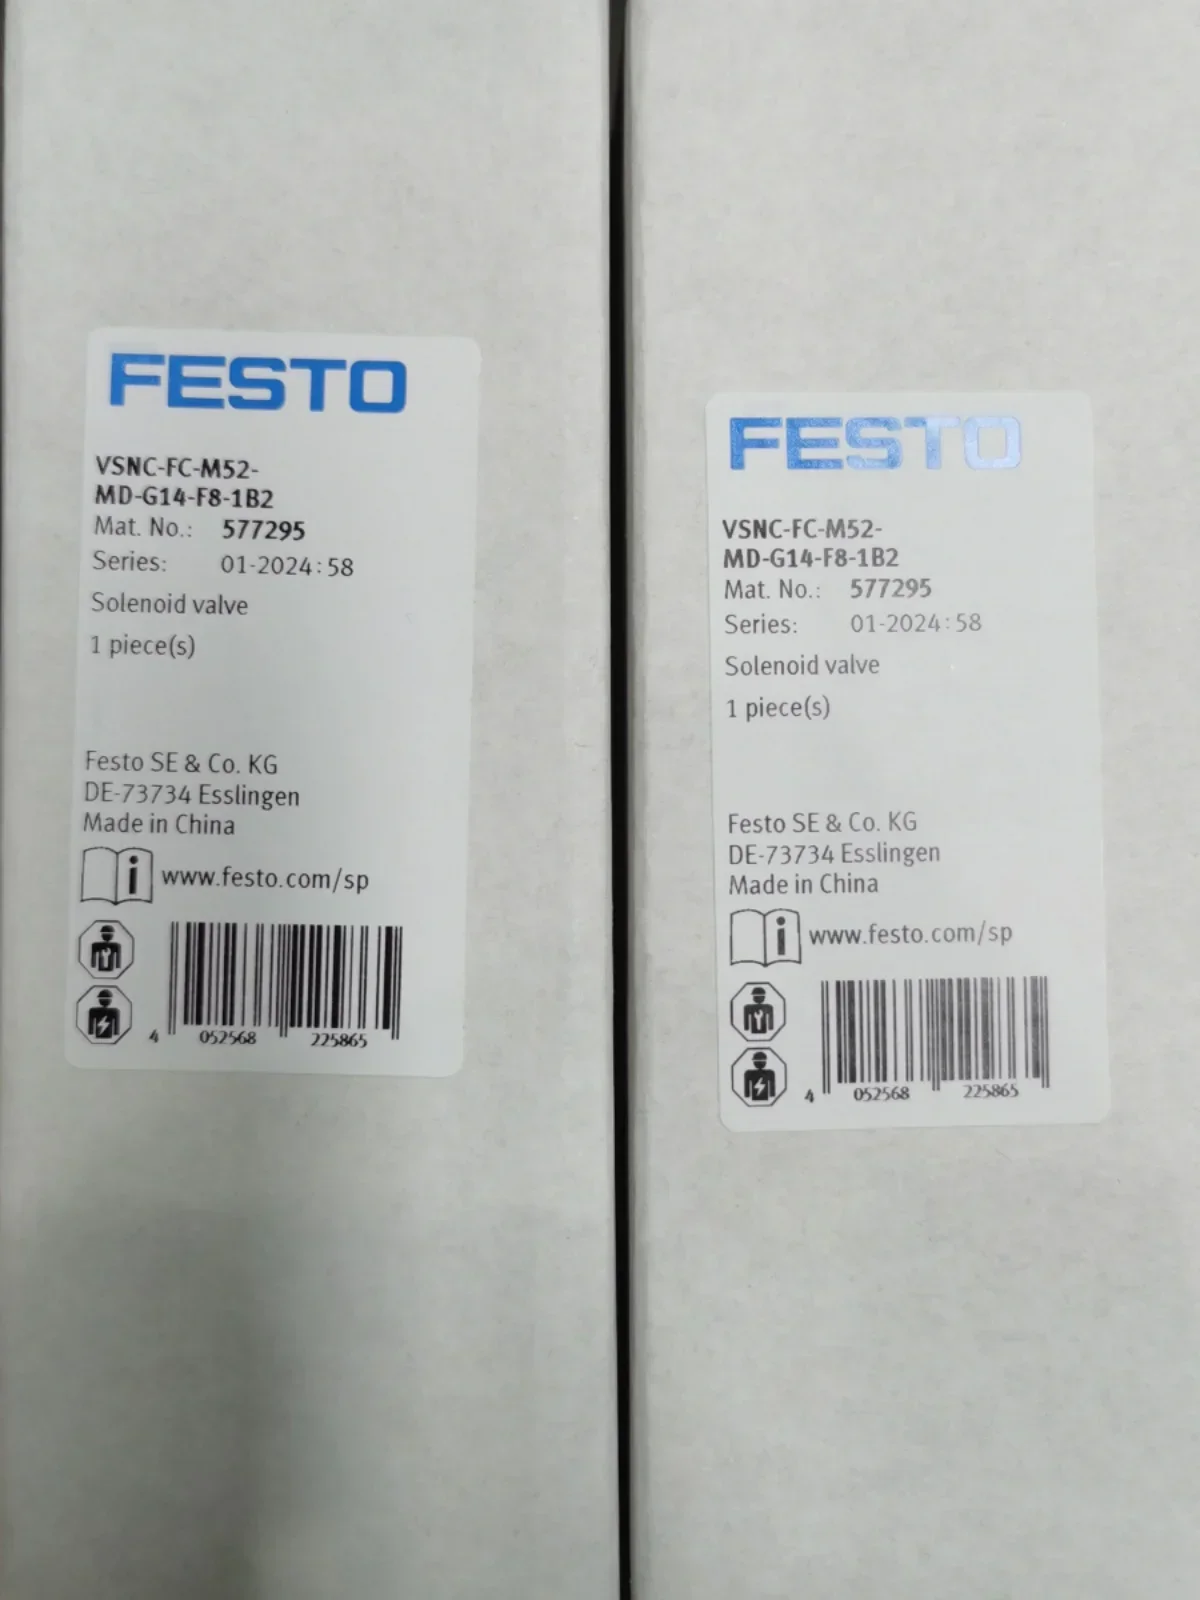 FESTO
VSNC-FC-M52-
MD-G14-F8-1B2
Mat. No.: 577295
Series: 01-2024:58
Solenoid valve
1 piece(s)
Festo SE & Co. KG
DE-73734 Esslingen
Made in China
i www.festo.com/sp
4 052568 225865
FESTO
VSNC-FC-M52-
MD-G14-F8-1B2
Mat. No.: 577295
Series: 01-2024:58
Solenoid valve
1 piece(s)
Festo SE & Co. KG
DE-73734 Esslingen
Made in China
i www.festo.com/sp
4 052568 225865